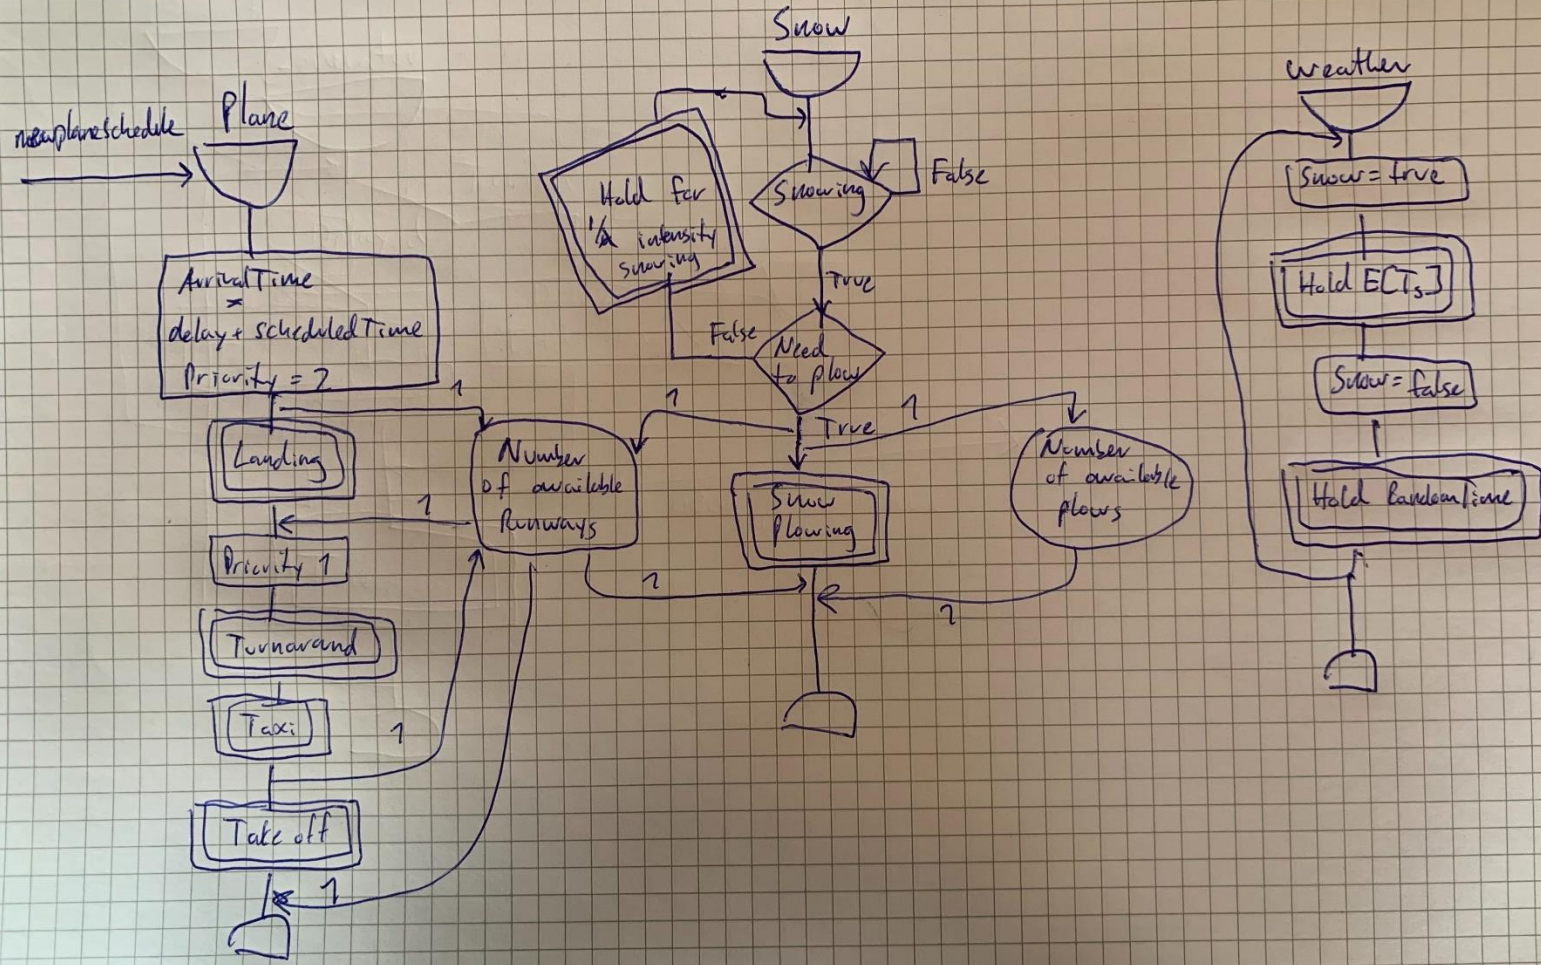 Snow
weather
Plane
newplaneschedule
False
Snowing
Snow = true
Hold for
intensity
snowing
True
Hold E[Ts]
ArrivalTime
=
delay + scheduledTime
Priority = 2
False
Need
to plow
Snow = false
1
1
1
True
Landing
Number
of available
Runways
Snow
Plowing
Number
of available
plows
Hold RandomTime
1
Priority 1
1
1
Turnaround
Taxi
1
Take off
1